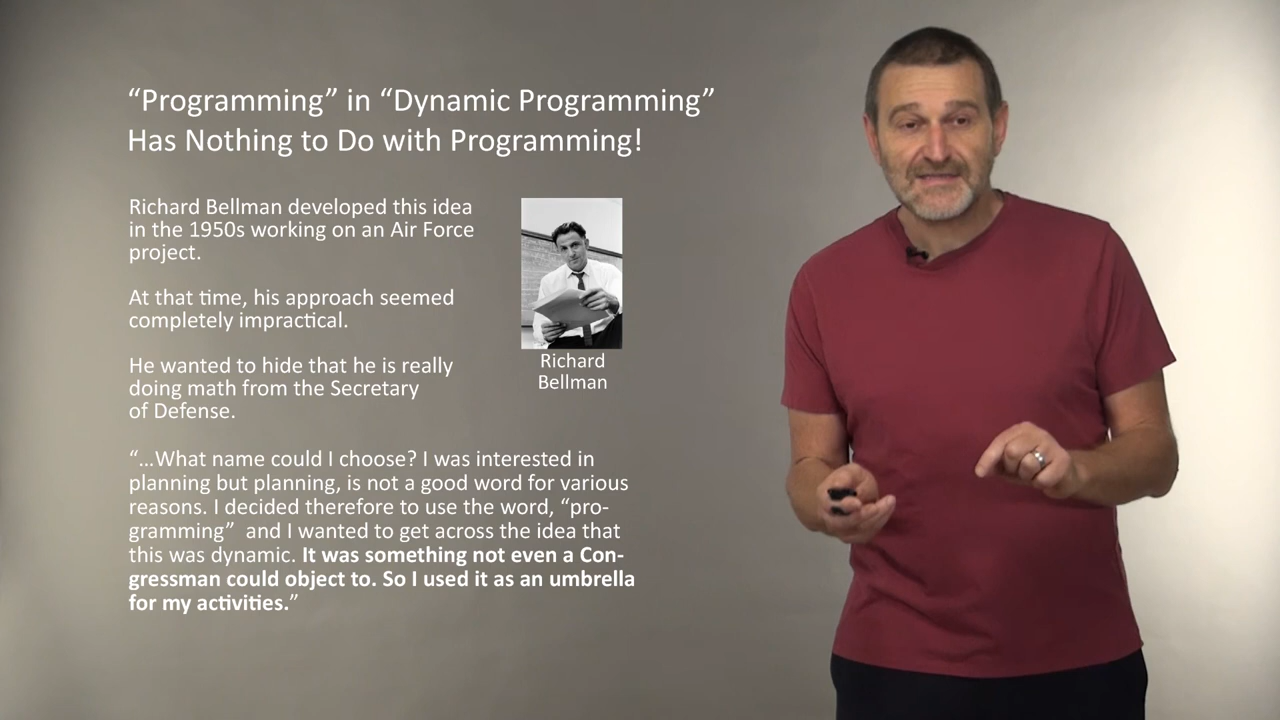 “Programming” in “Dynamic Programming”
Has Nothing to Do with Programming!
Richard Bellman developed this idea
in the 1950s working on an Air Force
project.
At that time, his approach seemed
completely impractical.
He wanted to hide that he is really
doing math from the Secretary
of Defense.
Richard
Bellman
“…What name could I choose? I was interested in
planning but planning, is not a good word for various
reasons. I decided therefore to use the word, “pro-
gramming”  and I wanted to get across the idea that
this was dynamic. It was something not even a Con-
gressman could object to. So I used it as an umbrella
for my activities.”